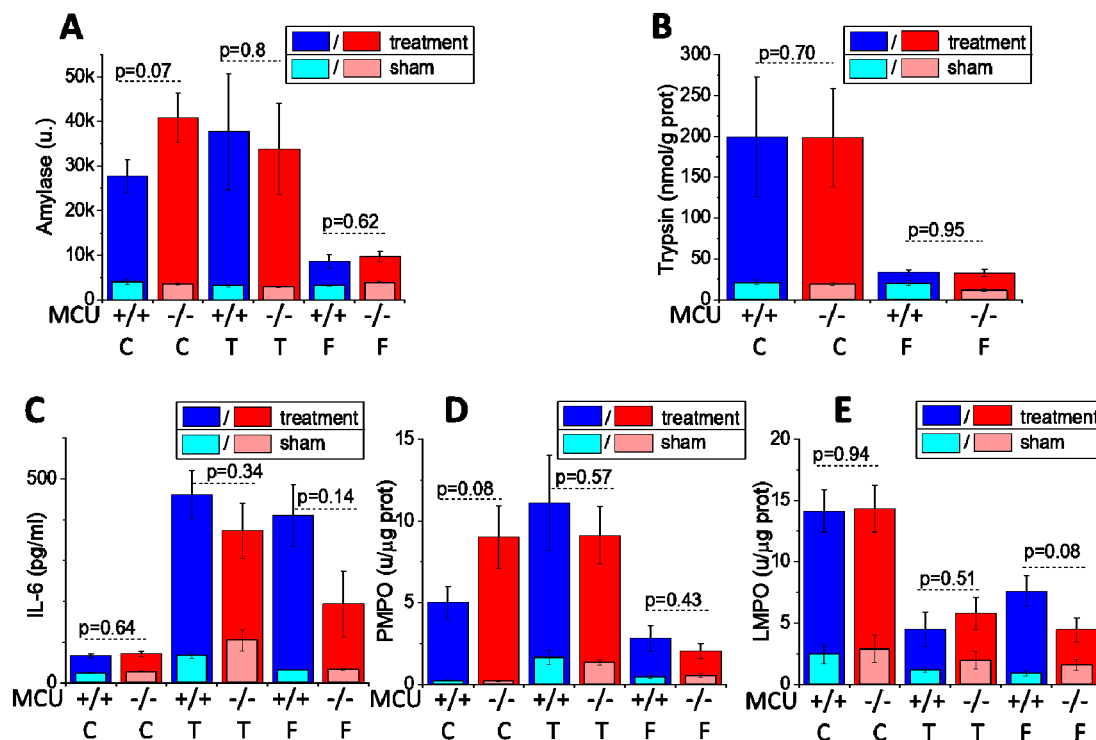 A
/ treatment
/ sham
p=0.07
p=0.8
p=0.62
Amylase (u.)
50k
40k
30k
20k
10k
0
MCU +/+ -/- +/+ -/- +/+ -/-
C C T T F F
B
/ treatment
/ sham
p=0.70
p=0.95
Trypsin (nmol/g prot)
300
250
200
150
100
50
0
MCU +/+ -/- +/+ -/-
C C F F
C
/ treatment
/ sham
p=0.34
p=0.14
p=0.64
IL-6 (pg/ml)
500
0
MCU +/+ -/- +/+ -/- +/+ -/-
C C T T F F
D
/ treatment
/ sham
p=0.08
p=0.57
p=0.43
PMPO (u/μg prot)
15
10
5
0
MCU +/+ -/- +/+ -/- +/+ -/-
C C T T F F
E
/ treatment
/ sham
p=0.94
p=0.51
p=0.08
LMPO (u/μg prot)
20
15
10
5
0
MCU +/+ -/- +/+ -/- +/+ -/-
C C T T F F